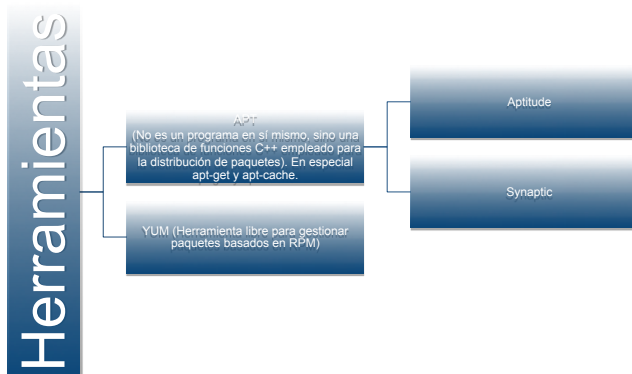 Herramientas
APT
(No es un programa en sí mismo, sino una
biblioteca de funciones C++ empleado para
la distribución de paquetes). En especial
apt-get y apt-cache.
YUM (Herramienta libre para gestionar
paquetes basados en RPM)
Aptitude
Synaptic